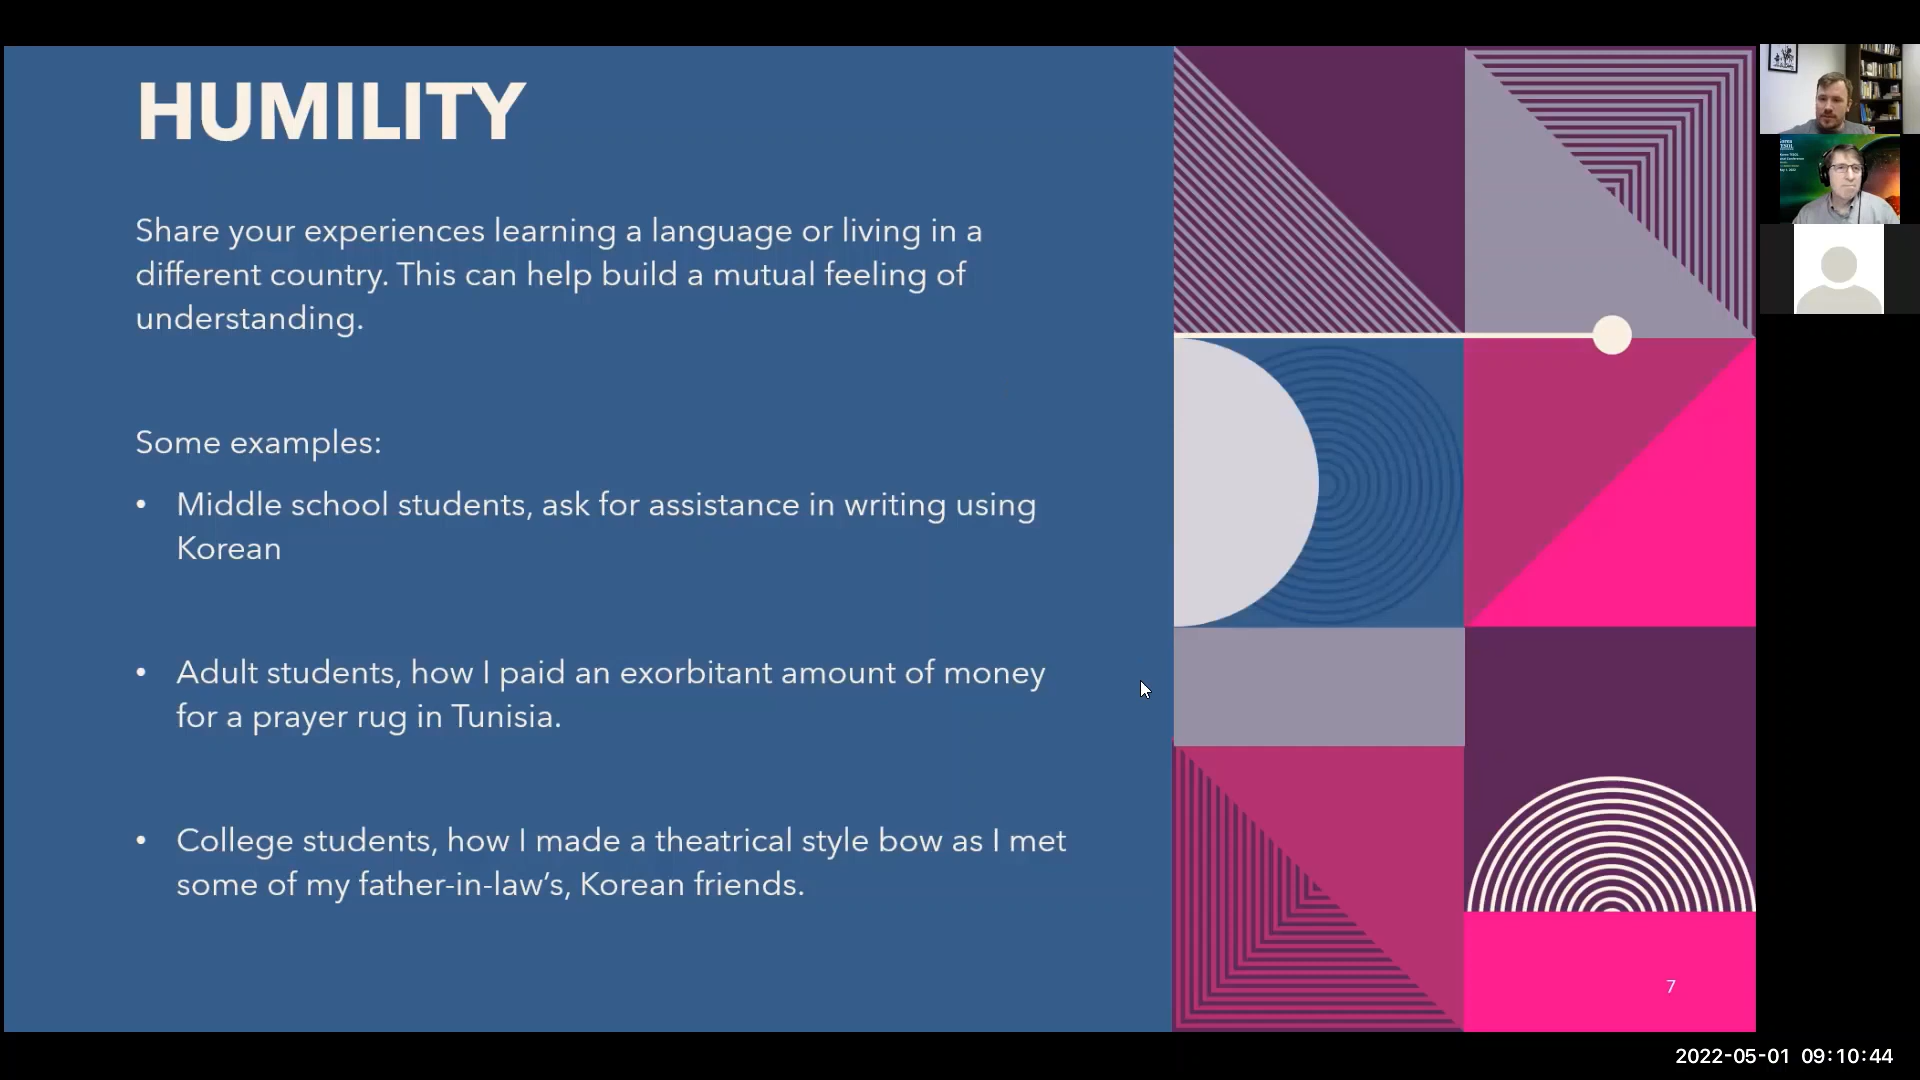 HUMILITY
Share your experiences learning a language or living in a
different country. This can help build a mutual feeling of
understanding.
Some examples:
• Middle school students, ask for assistance in writing using
Korean
• Adult students, how I paid an exorbitant amount of money
for a prayer rug in Tunisia.
• College students, how I made a theatrical style bow as I met
some of my father-in-law’s, Korean friends.
7
TESOL
2022-05-01 09:10:44